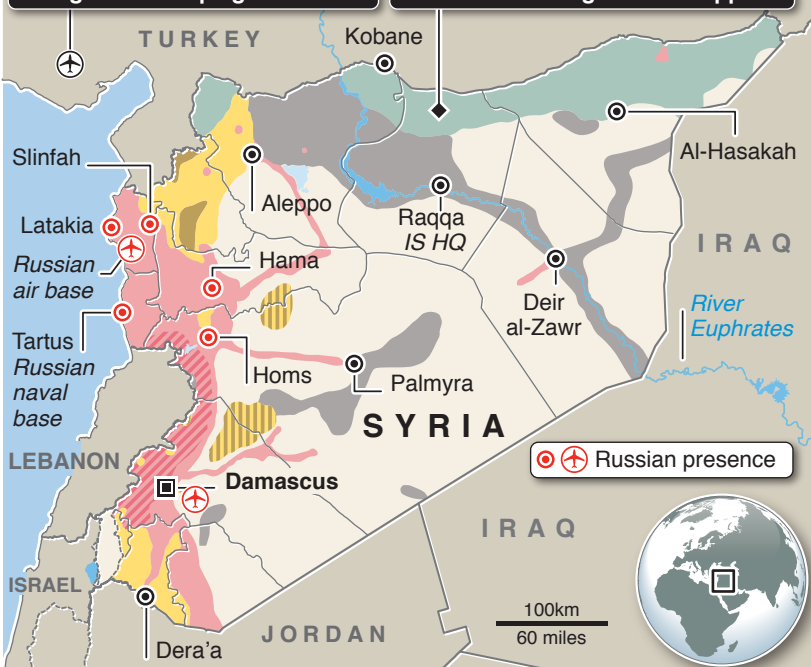 TURKEY
Kobane
Slinfah
Al-Hasakah
Aleppo
Latakia
Raqqa
IS HQ
IRAQ
Russian
air base
Hama
Deir
al-Zawr
River
Euphrates
Tartus
Russian
naval
base
Homs
Palmyra
SYRIA
LEBANON
Russian presence
Damascus
IRAQ
ISRAEL
100km
60 miles
JORDAN
Dera'a